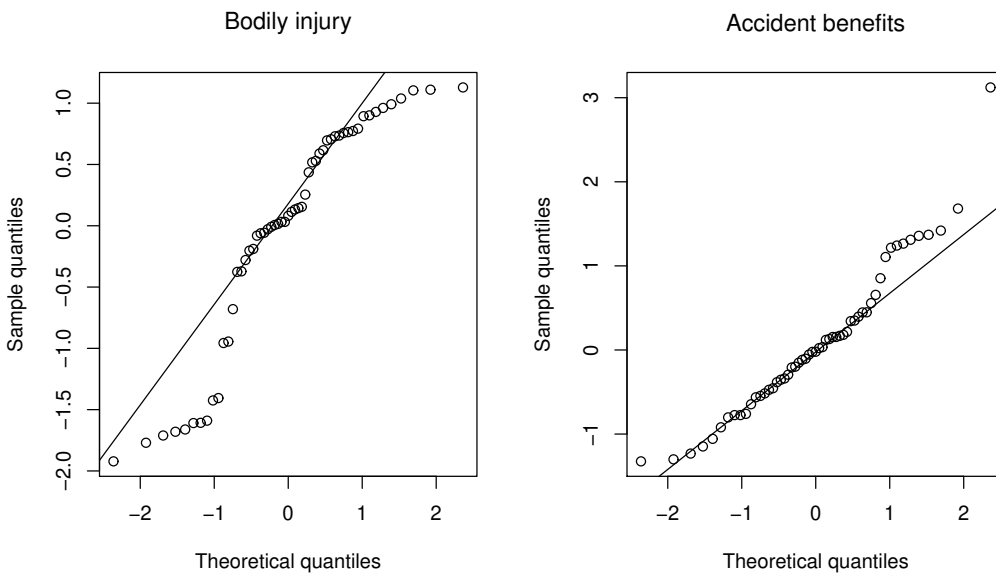 Bodily injury
1.0
0.5
0.0
−0.5
−1.0
−1.5
−2.0
Sample quantiles
−2 −1 0 1 2
Theoretical quantiles
Accident benefits
3
2
1
0
−1
Sample quantiles
−2 −1 0 1 2
Theoretical quantiles